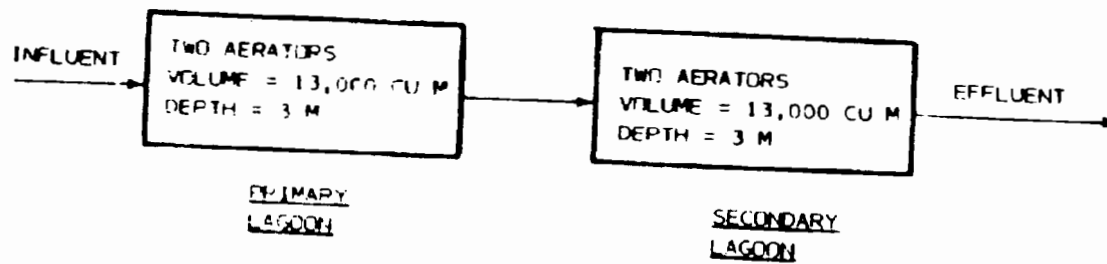 INFLUENT
TWO AERATORS
VOLUME = 13,000 CU M
DEPTH = 3 M
PRIMARY
LAGOON
TWO AERATORS
VOLUME = 13,000 CU M
DEPTH = 3 M
SECONDARY
LAGOON
EFFLUENT